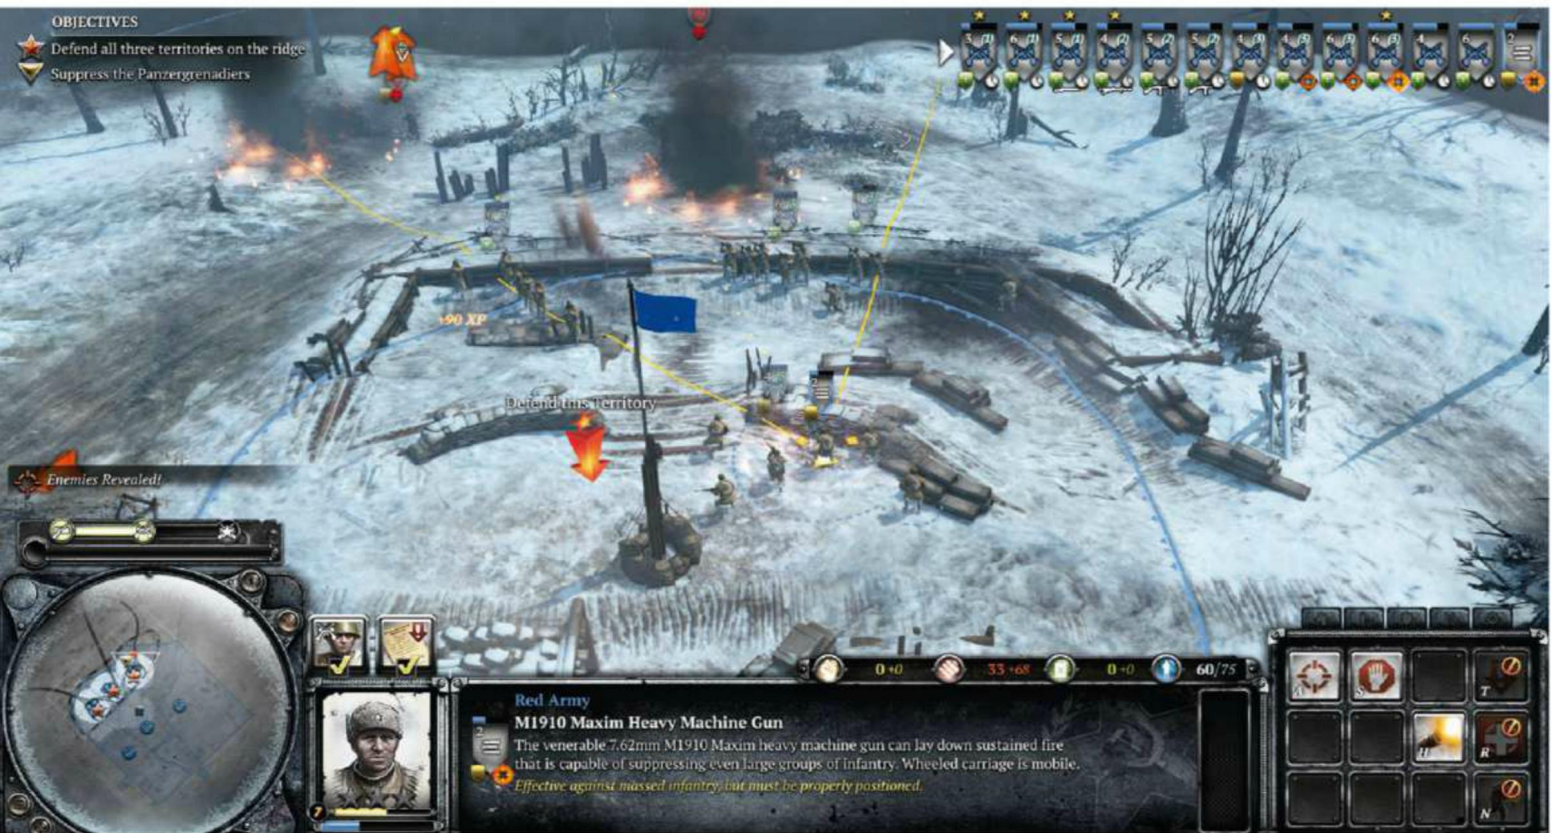 OBJECTIVES
Defend all three territories on the ridge
Suppress the Panzergrenadiers
+90 XP
Defend this Territory
Enemies Revealed!
0 +0
33 +68
0 +0
60/75
Red Army
M1910 Maxim Heavy Machine Gun
The venerable 7.62mm M1910 Maxim heavy machine gun can lay down sustained fire
that is capable of suppressing even large groups of infantry. Wheeled carriage is mobile.
Effective against massed infantry, but must be properly positioned.
A
S
T
H
R
N